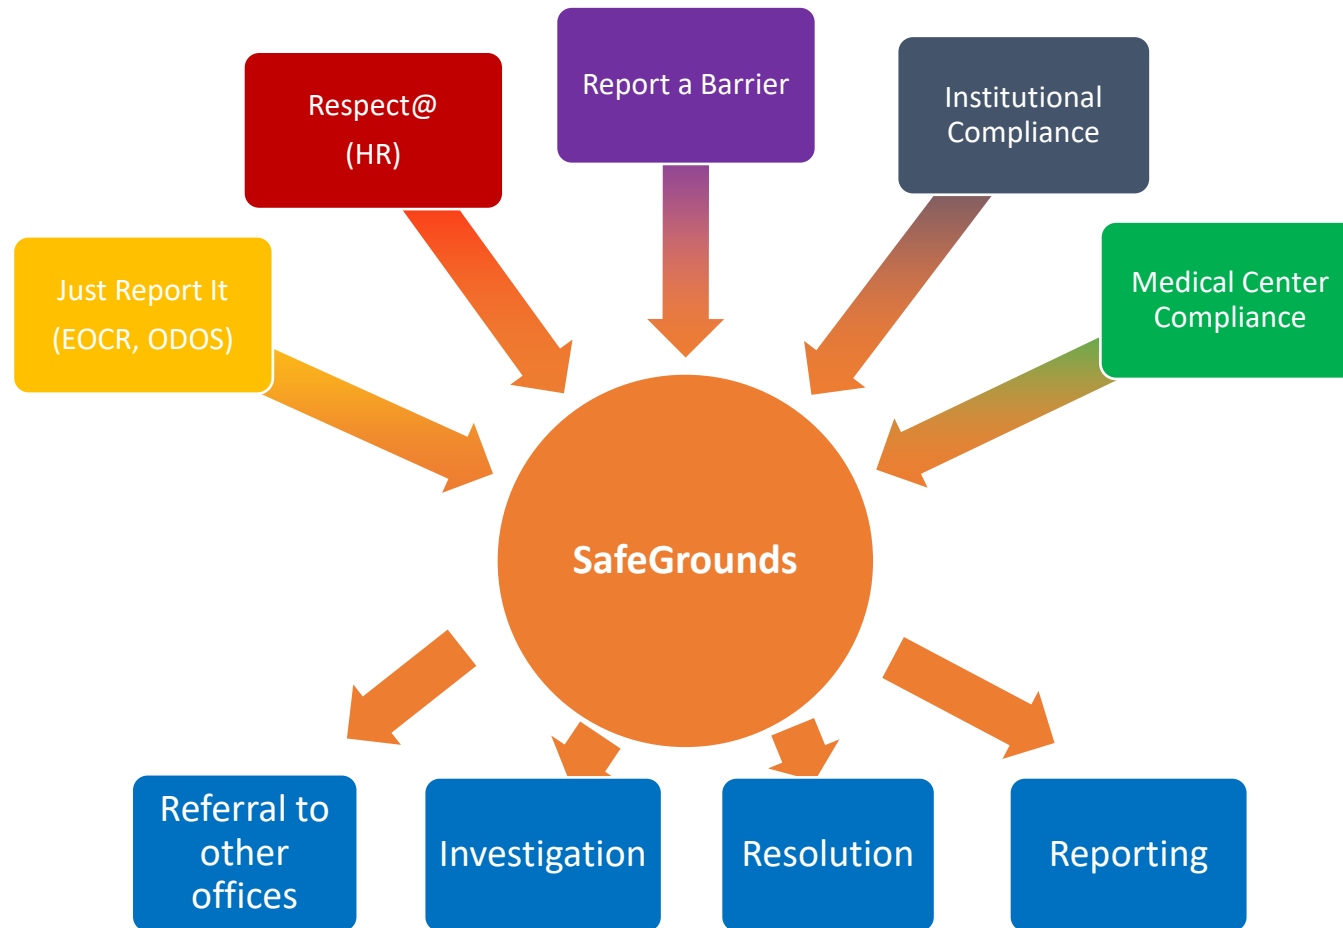 Report a Barrier
Respect@
(HR)
Institutional
Compliance
Just Report It
(EOCR, ODOS)
Medical Center
Compliance
SafeGrounds
Referral to
other
offices
Investigation
Resolution
Reporting